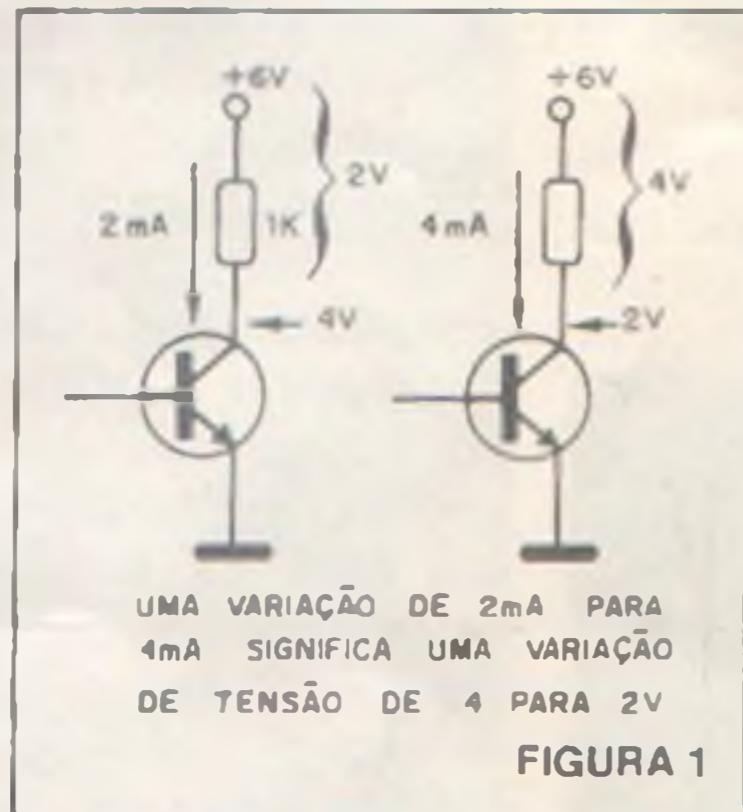 +6V +6V
2V 4V
2mA 1K 4mA
4V 2V
UMA VARIAÇÃO DE 2mA PARA
4mA SIGNIFICA UMA VARIAÇÃO
DE TENSÃO DE 4 PARA 2V
FIGURA 1